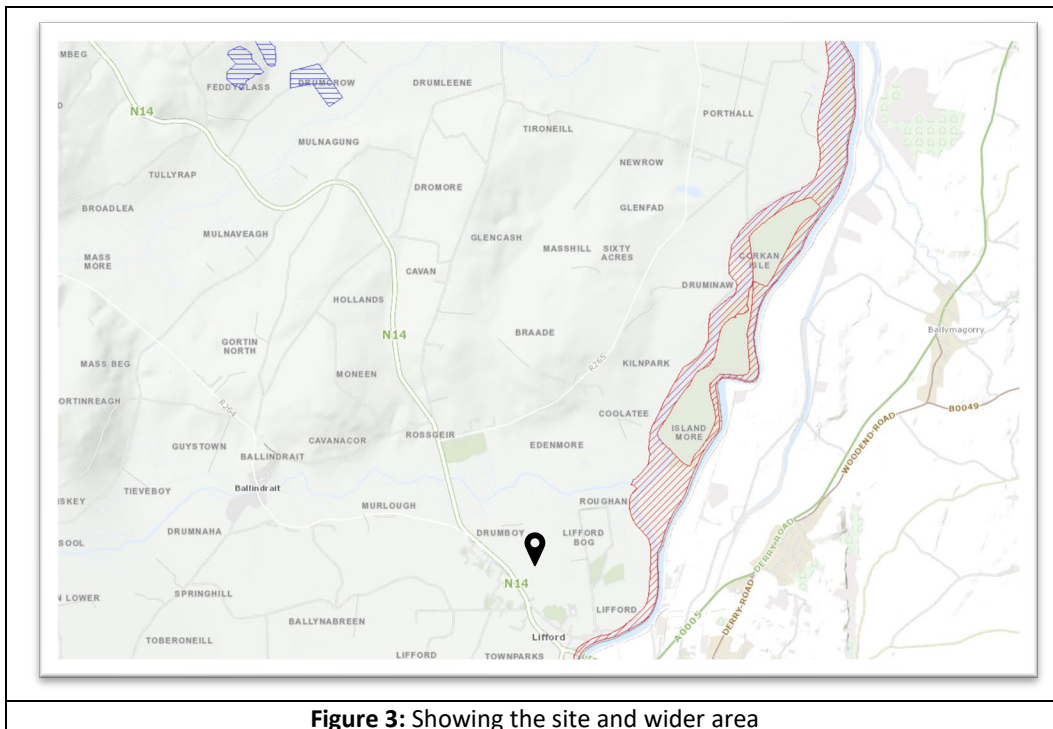 MBEG
D
N14
FEDDYGLASS
DRUMCROW
DRUMLEENE
PORTHALL
TIRONEILL
MULNAGUNG
NEWROW
TULLYRAP
DROMORE
BROADLEA
GLENFAD
MULNAVEAGH
GLENCASH
MASSHILL
SIXTY
ACRES
MASS
MORE
CORKAN
ISLE
CAVAN
DRUMINAW
HOLLANDS
N14
BRAADE
Ballymagorry
GORTIN
NORTH
MASS BEG
KILNPARK
R265
MONEEN
ORTINREAGH
R264
COOLATEE
B0049
WOODEND-ROAD
ISLAND
MORE
ROSSGEIR
GUYSTOWN
CAVANACOR
EDENMORE
BALLINDRAIT
Ballindrait
TIEVEBOY
ISKEY
ROUGHAN
MURLOUGH
DRUMNAHA
DRUMBOY
LIFFORD
BOG
SOOL
DERRY-ROAD
N14
SPRINGHILL
N LOWER
LIFFORD
BALLYNABREEN
A0005
DERRY-ROAD
TOBERONEILL
Lifford
LIFFORD
TOWNPARKS
Figure 3: Showing the site and wider area